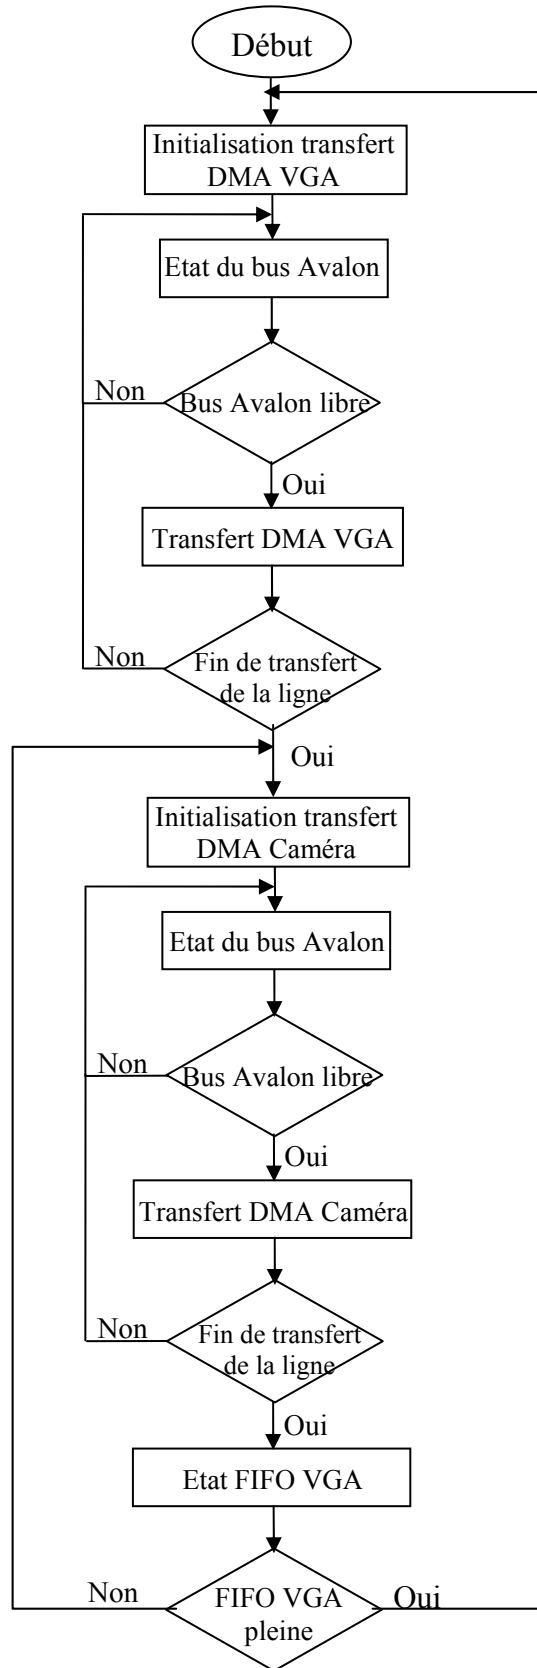 Début
Initialisation transfert
DMA VGA
Etat du bus Avalon
Non
Bus Avalon libre
Oui
Transfert DMA VGA
Non
Fin de transfert
de la ligne
Oui
Initialisation transfert
DMA Caméra
Etat du bus Avalon
Non
Bus Avalon libre
Oui
Transfert DMA Caméra
Non
Fin de transfert
de la ligne
Oui
Etat FIFO VGA
Non
FIFO VGA
pleine
Oui